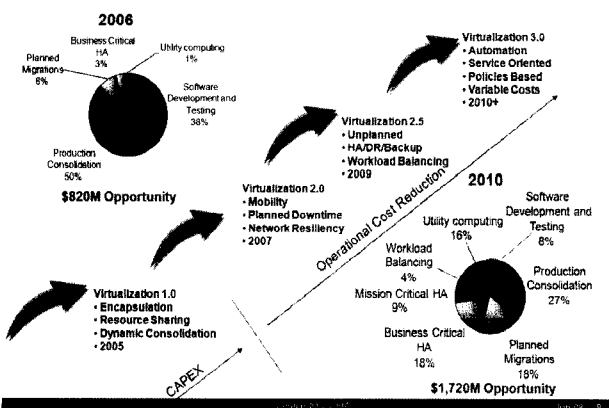 2006
Business Critical
HA
3%
Utility computing
1%
Planned
Migrations
8%
Software
Development and
Testing
38%
Production
Consolidation
50%
$820M Opportunity
Virtualization 1.0
• Encapsulation
• Resource Sharing
• Dynamic Consolidation
• 2005
Virtualization 2.0
• Mobility
• Planned Downtime
• Network Resiliency
• 2007
Virtualization 2.5
• Unplanned
• HA/DR/Backup
• Workload Balancing
• 2009
Virtualization 3.0
• Automation
• Service Oriented
• Policies Based
• Variable Costs
• 2010+
CAPEX
Operational Cost Reduction
2010
Utility computing
16%
Software
Development and
Testing
8%
Workload
Balancing
4%
Production
Consolidation
27%
Mission Critical HA
9%
Business Critical
HA
18%
Planned
Migrations
18%
$1,720M Opportunity